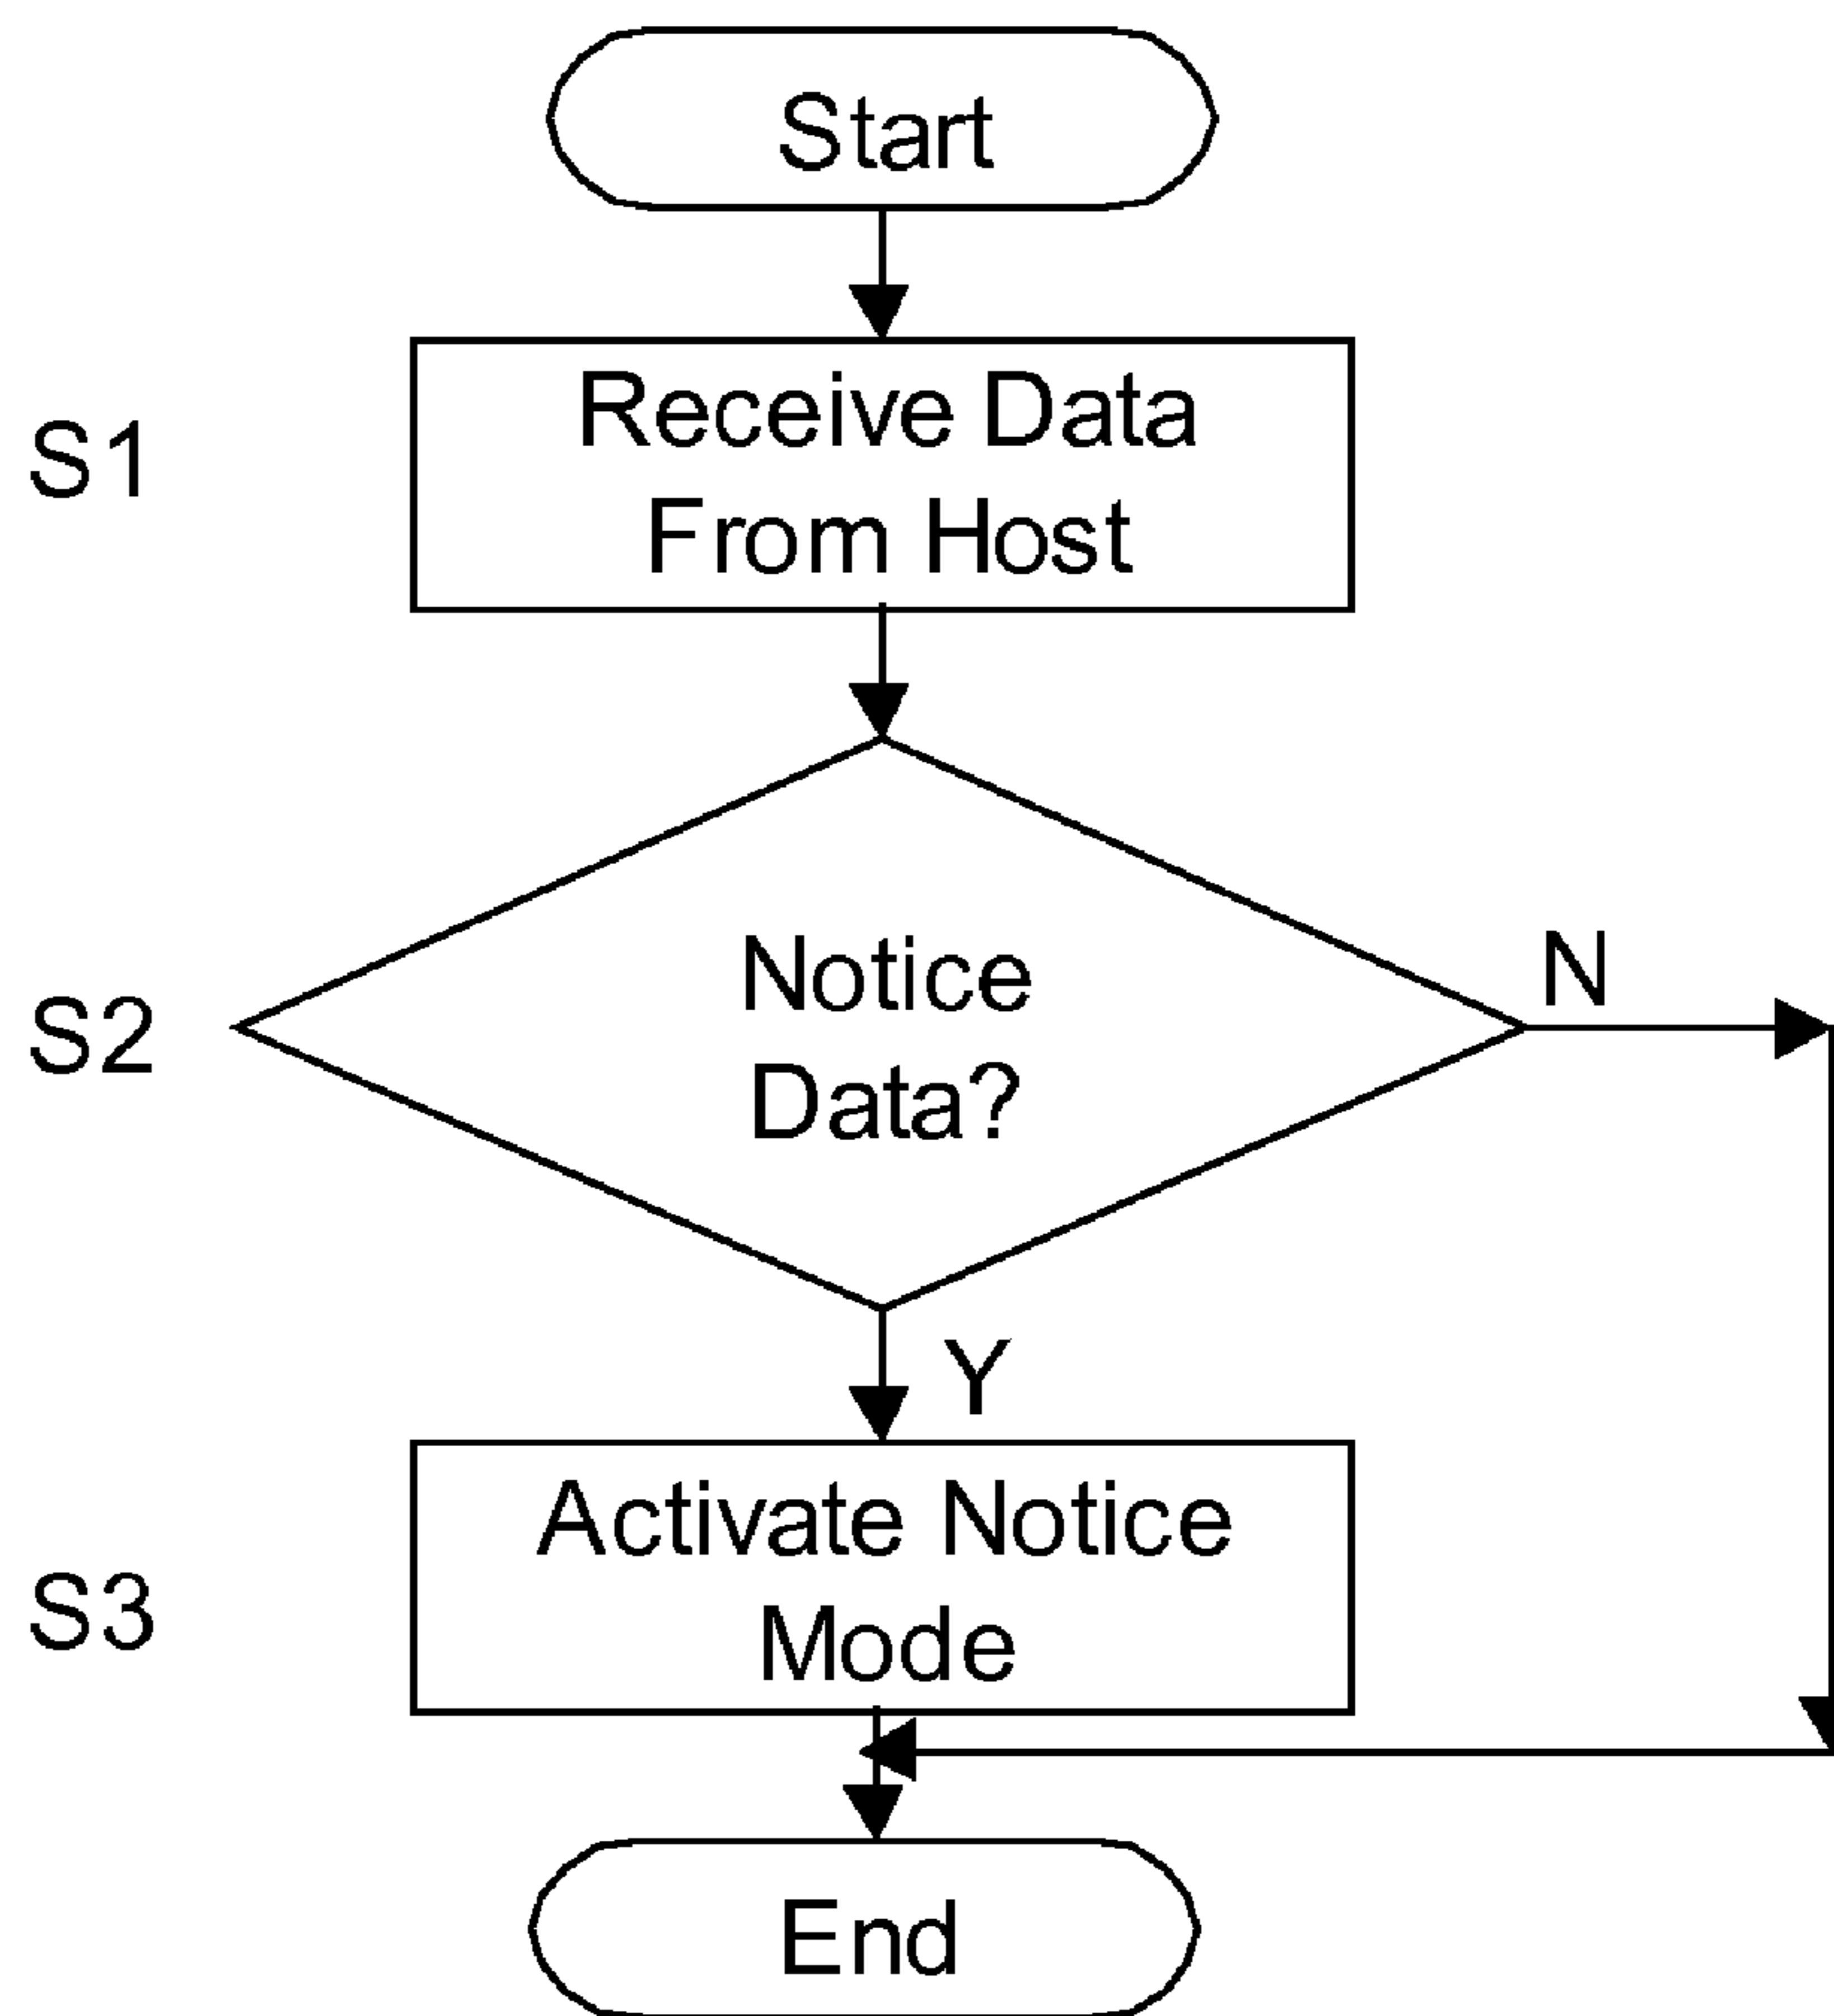 Start
S1
Receive Data
From Host
S2
Notice
Data?
N
Y
S3
Activate Notice
Mode
End